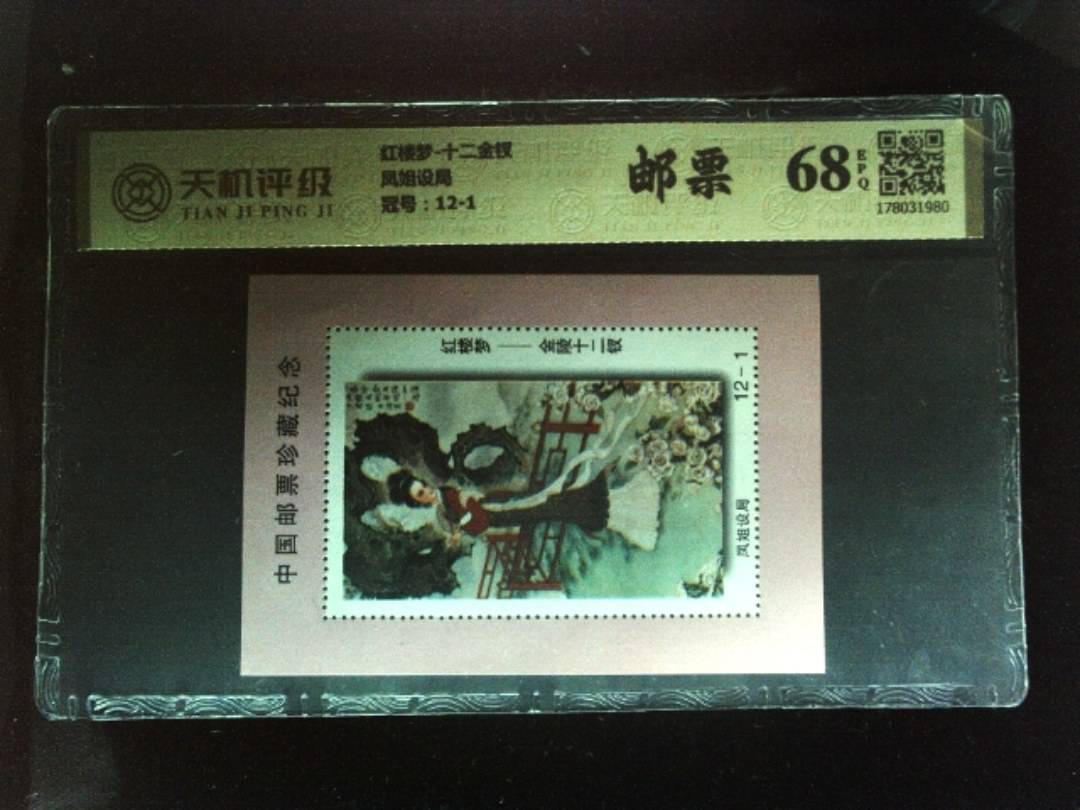 天机评级
TIAN JI PING JI
红楼梦-十二金钗
凤姐设局
冠号：12-1
邮票
68
EPQ
178031980
中国邮票珍藏纪念
红楼梦——金陵十二钗
12-1
凤姐设局